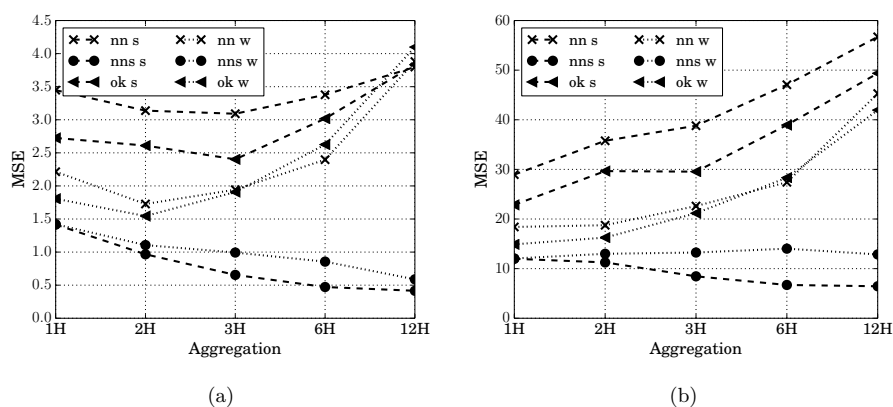 4.5
4.0
3.5
3.0
2.5
2.0
1.5
1.0
0.5
0.0
MSE
nn s
nns s
ok s
nn w
nns w
ok w
1H
2H
3H
6H
12H
Aggregation
(a)
60
50
40
30
20
10
0
MSE
nn s
nns s
ok s
nn w
nns w
ok w
1H
2H
3H
6H
12H
Aggregation
(b)